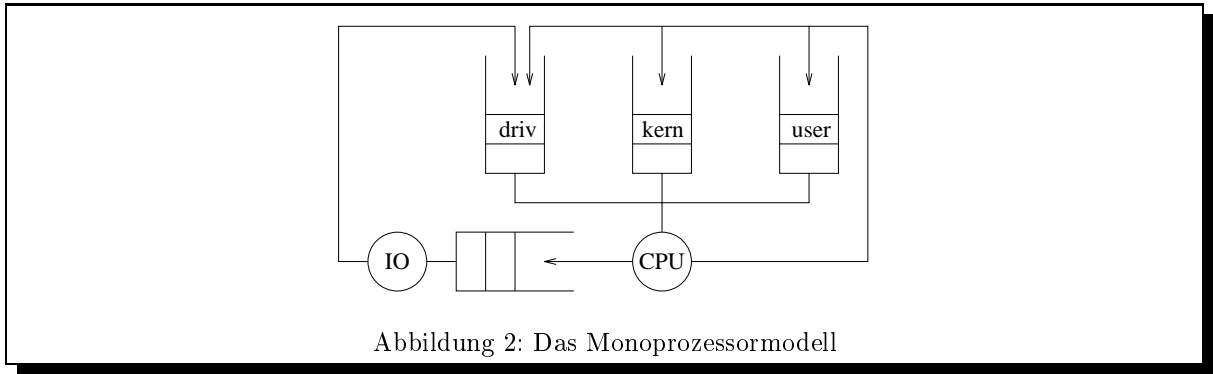 driv kern user
IO CPU
Abbildung 2: Das Monoprozessormodell